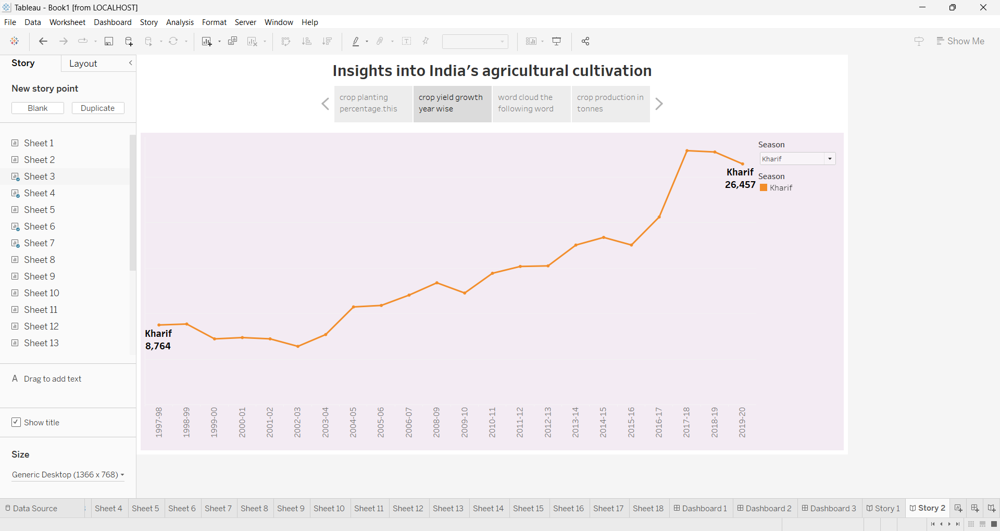 Tableau - Book1 [from LOCALHOST]
File Data Worksheet Dashboard Story Analysis Format Server Window Help
Show Me
Story
Layout
New story point
Blank
Duplicate
Sheet 1
Sheet 2
Sheet 3
Sheet 4
Sheet 5
Sheet 6
Sheet 7
Sheet 8
Sheet 9
Sheet 10
Sheet 11
Sheet 12
Sheet 13
A Drag to add text
Show title
Size
Generic Desktop (1366 x 768)
Insights into India's agricultural cultivation
crop planting
percentage.this
crop yield growth
year wise
word cloud the
following word
crop production in
tonnes
Season
Kharif
Season
Kharif
Kharif
26,457
Kharif
8,764
1997-98
1998-99
1999-00
2000-01
2001-02
2002-03
2003-04
2004-05
2005-06
2006-07
2008-09
2009-10
2010-11
2011-12
2012-13
2013-14
2014-15
2015-16
2016-17
2017-18
2018-19
2019-20
Data Source
Sheet 4
Sheet 5
Sheet 6
Sheet 7
Sheet 8
Sheet 9
Sheet 10
Sheet 11
Sheet 12
Sheet 13
Sheet 14
Sheet 15
Sheet 16
Sheet 17
Sheet 18
Dashboard 1
Dashboard 2
Dashboard 3
Story 1
Story 2